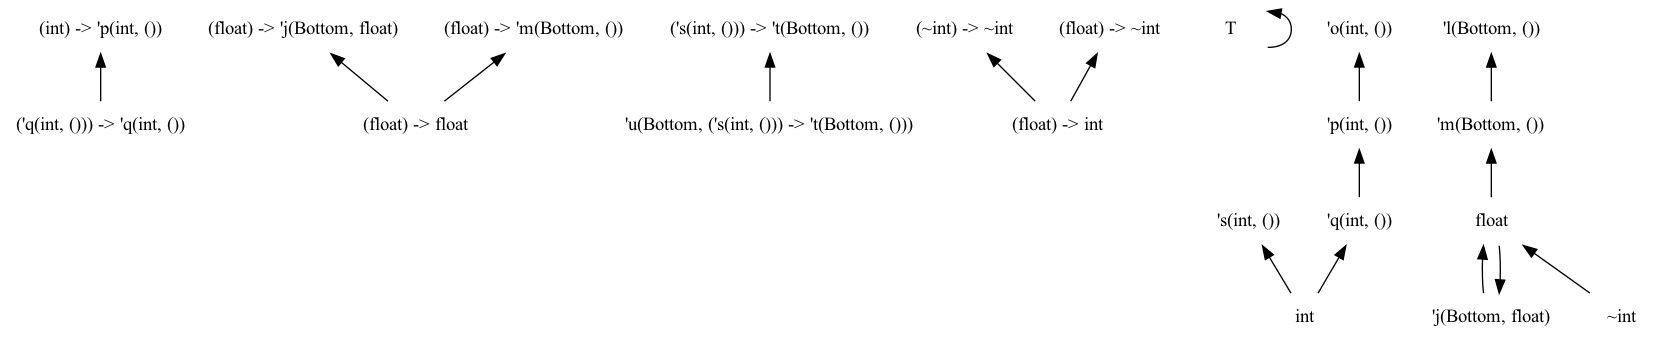 (int) -> 'p(int, ()) (float) -> 'j(Bottom, float) (float) -> 'm(Bottom, ()) ('s(int, ())) -> 't(Bottom, ()) (~int) -> ~int (float) -> ~int T 'o(int, ()) 'l(Bottom, ())
('q(int, ())) -> 'q(int, ()) (float) -> float 'u(Bottom, ('s(int, ())) -> 't(Bottom, ())) (float) -> int 'p(int, ()) 'm(Bottom, ())
's(int, ()) 'q(int, ()) float
int 'j(Bottom, float) ~int